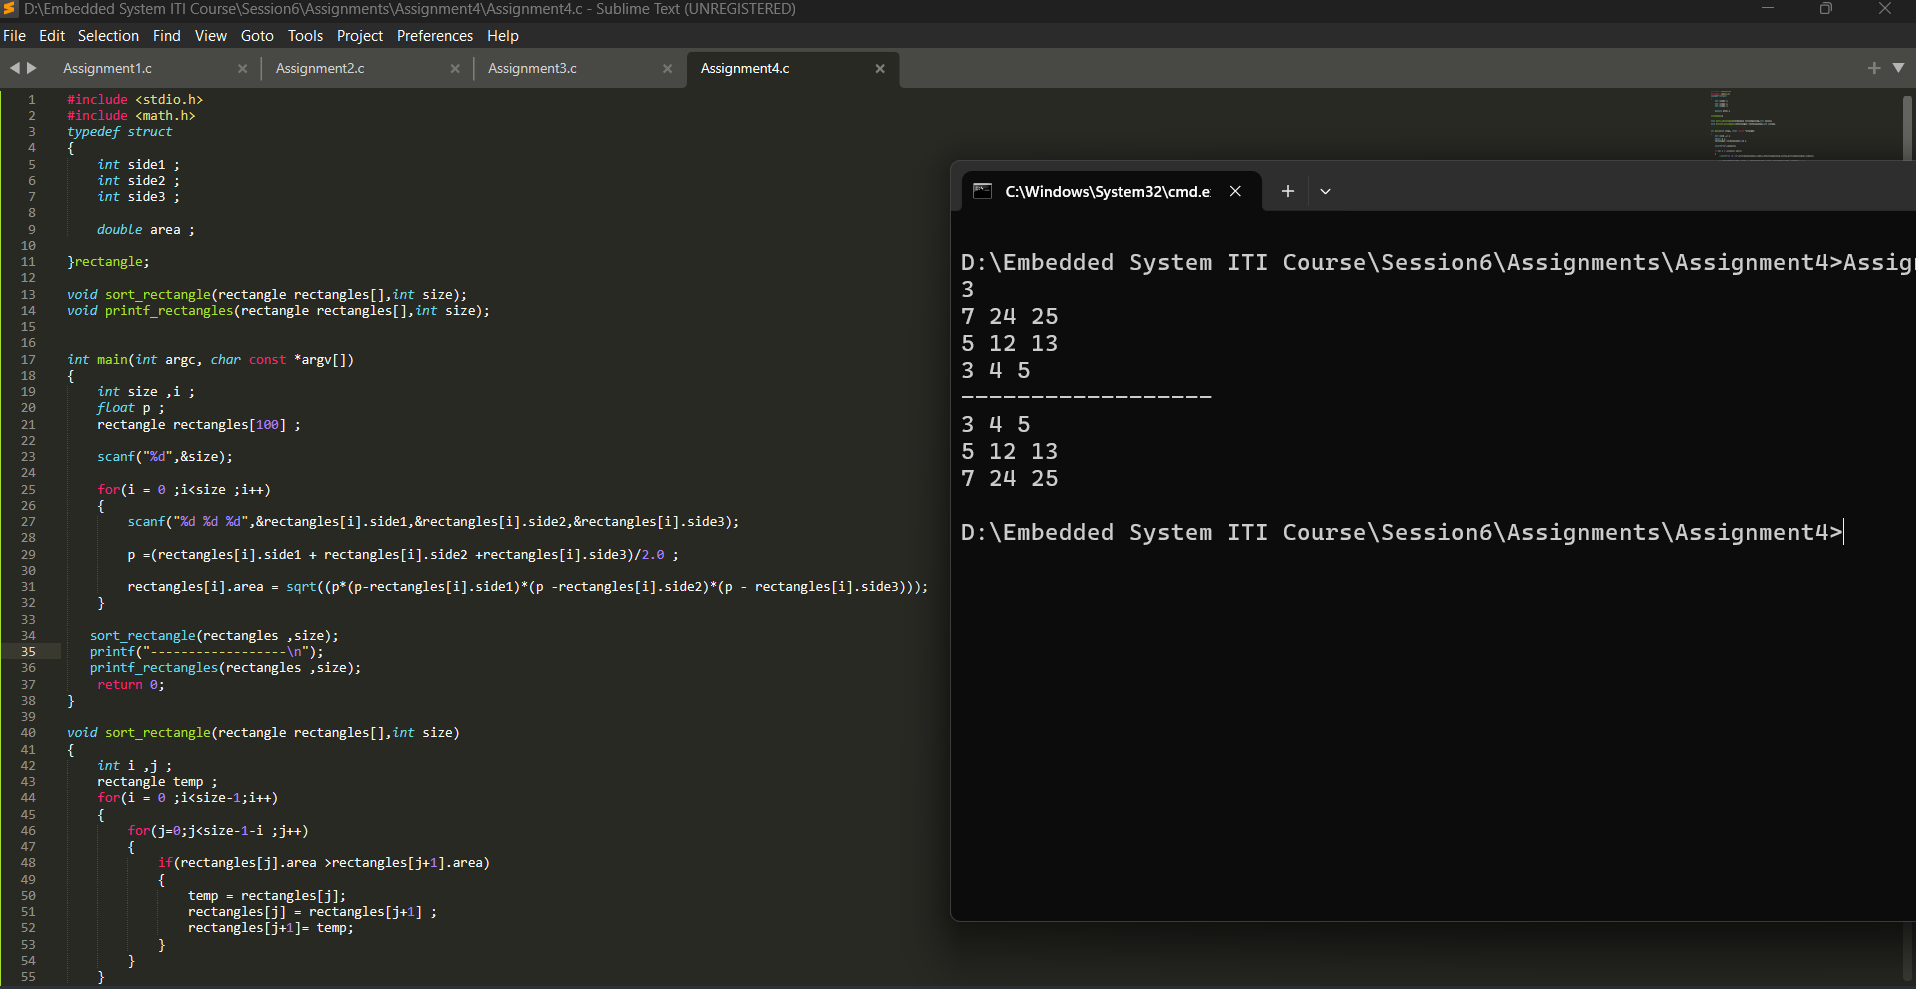 D:\Embedded System ITI Course\Session6\Assignments\Assignment4\Assignment4.c - Sublime Text (UNREGISTERED)
File Edit Selection Find View Goto Tools Project Preferences Help
Assignment1.c
Assignment2.c
Assignment3.c
Assignment4.c
1 #include <stdio.h>
2 #include <math.h>
3 typedef struct
4 {
5 int side1 ;
6 int side2 ;
7 int side3 ;
8
9 double area ;
10
11 }rectangle;
12
13 void sort_rectangle(rectangle rectangles[],int size);
14 void printf_rectangles(rectangle rectangles[],int size);
15
16
17 int main(int argc, char const *argv[])
18 {
19 int size ,i ;
20 float p ;
21 rectangle rectangles[100] ;
22
23 scanf("%d",&size);
24
25 for(i = 0 ;i<size ;i++)
26 {
27 scanf("%d %d %d",&rectangles[i].side1,&rectangles[i].side2,&rectangles[i].side3);
28
29 p =(rectangles[i].side1 + rectangles[i].side2 +rectangles[i].side3)/2.0 ;
30
31 rectangles[i].area = sqrt((p*(p-rectangles[i].side1)*(p -rectangles[i].side2)*(p - rectangles[i].side3)));
32 }
33
34 sort_rectangle(rectangles ,size);
35 printf("------------------\n");
36 printf_rectangles(rectangles ,size);
37 return 0;
38 }
39
40 void sort_rectangle(rectangle rectangles[],int size)
41 {
42 int i ,j ;
43 rectangle temp ;
44 for(i = 0 ;i<size-1;i++)
45 {
46 for(j=0;j<size-1-i ;j++)
47 {
48 if(rectangles[j].area >rectangles[j+1].area)
49 {
50 temp = rectangles[j];
51 rectangles[j] = rectangles[j+1] ;
52 rectangles[j+1]= temp;
53 }
54 }
55 }
C:\Windows\System32\cmd.e
D:\Embedded System ITI Course\Session6\Assignments\Assignment4>Assig
3
7 24 25
5 12 13
3 4 5
------------------
3 4 5
5 12 13
7 24 25
D:\Embedded System ITI Course\Session6\Assignments\Assignment4>